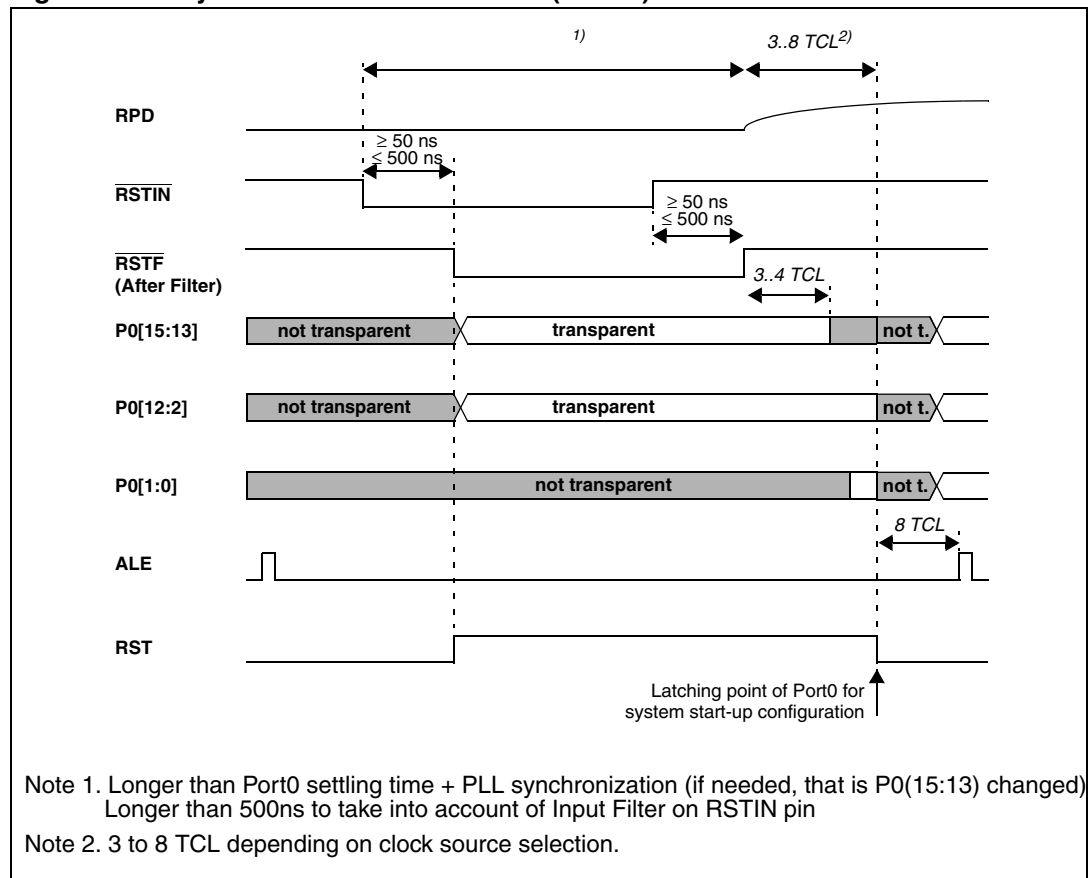 1)
3..8 TCL2)
RPD
≥ 50 ns
≤ 500 ns
RSTIN
≥ 50 ns
≤ 500 ns
RSTF
(After Filter)
3..4 TCL
P0[15:13]
not transparent
transparent
not t.
P0[12:2]
not transparent
transparent
not t.
P0[1:0]
not transparent
not t.
8 TCL
ALE
RST
Latching point of Port0 for
system start-up configuration
Note 1. Longer than Port0 settling time + PLL synchronization (if needed, that is P0(15:13) changed)
Longer than 500ns to take into account of Input Filter on RSTIN pin
Note 2. 3 to 8 TCL depending on clock source selection.